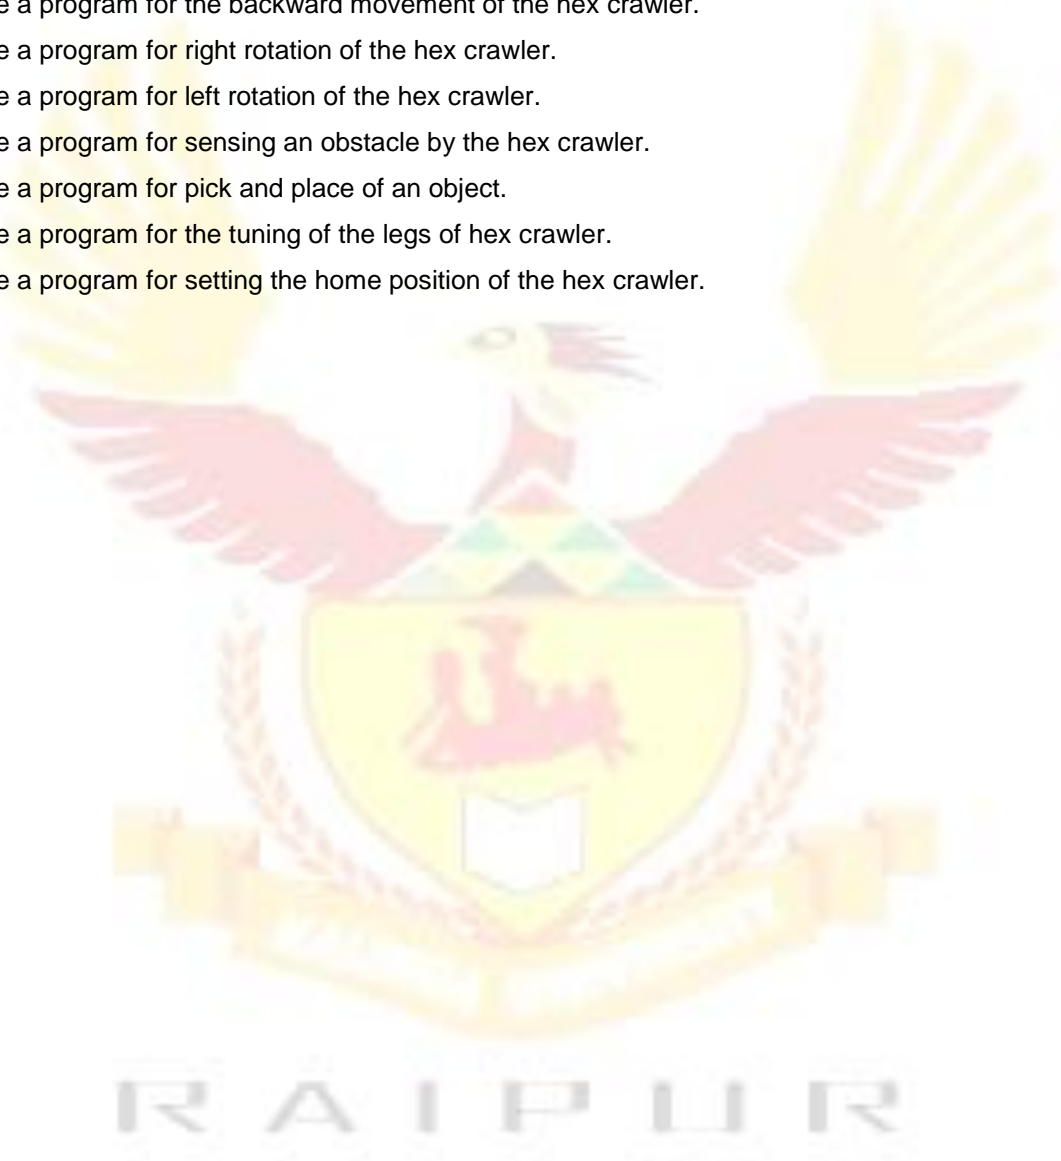 e a program for the backward movement of the hex crawler.
e a program for right rotation of the hex crawler.
e a program for left rotation of the hex crawler.
e a program for sensing an obstacle by the hex crawler.
e a program for pick and place of an object.
e a program for the tuning of the legs of hex crawler.
e a program for setting the home position of the hex crawler.
RAIPUR